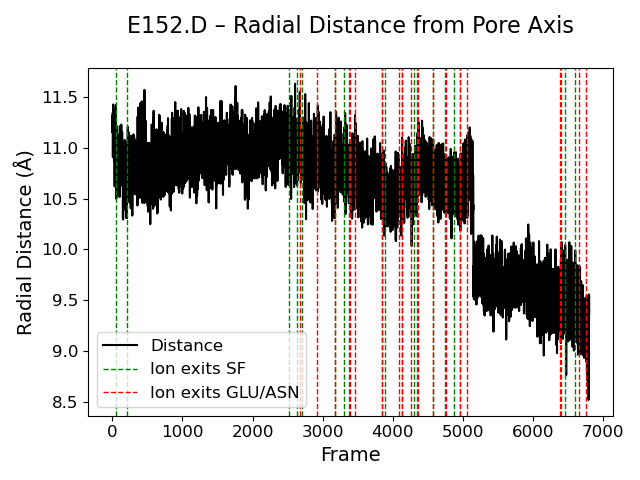 E152.D – Radial Distance from Pore Axis
Radial Distance (Å)
11.5
11.0
10.5
10.0
9.5
9.0
8.5
Distance
Ion exits SF
Ion exits GLU/ASN
0 1000 2000 3000 4000 5000 6000 7000
Frame